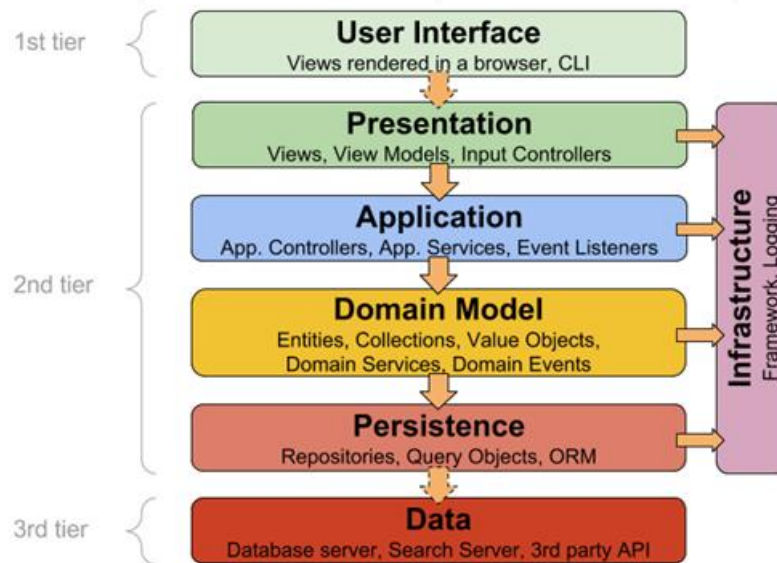 1st tier
User Interface
Views rendered in a browser, CLI
2nd tier
Presentation
Views, View Models, Input Controllers
Application
App. Controllers, App. Services, Event Listeners
Domain Model
Entities, Collections, Value Objects,
Domain Services, Domain Events
Persistence
Repositories, Query Objects, ORM
Infrastructure
Framework, Logging
3rd tier
Data
Database server, Search Server, 3rd party API